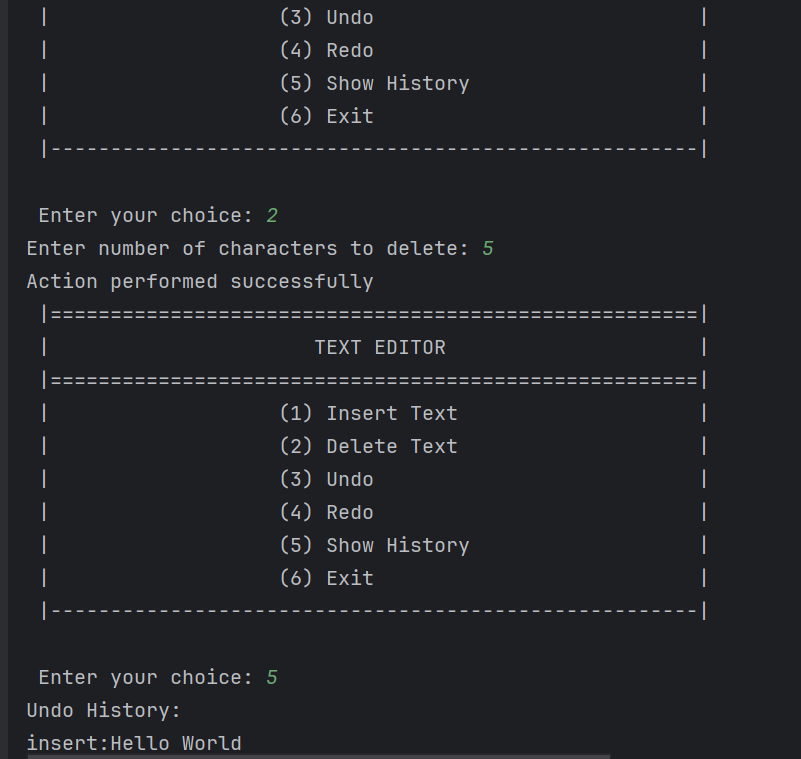 |                   (3) Undo                           |
|                   (4) Redo                           |
|                   (5) Show History                   |
|                   (6) Exit                           |
|------------------------------------------------------|
Enter your choice: 2
Enter number of characters to delete: 5
Action performed successfully
|======================================================|
|                      TEXT EDITOR                     |
|======================================================|
|                   (1) Insert Text                    |
|                   (2) Delete Text                    |
|                   (3) Undo                           |
|                   (4) Redo                           |
|                   (5) Show History                   |
|                   (6) Exit                           |
|------------------------------------------------------|
Enter your choice: 5
Undo History:
insert:Hello World